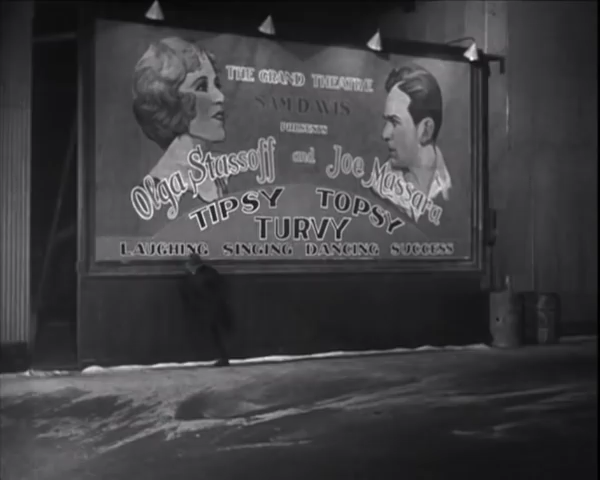 THE GRAND THEATRE
SAM DAVIS
PRESENTS
Olga Stassoff and Joe Massara
TIPSY TOPSY
TURVY
LAUGHING SINGING DANCING SUCCESS